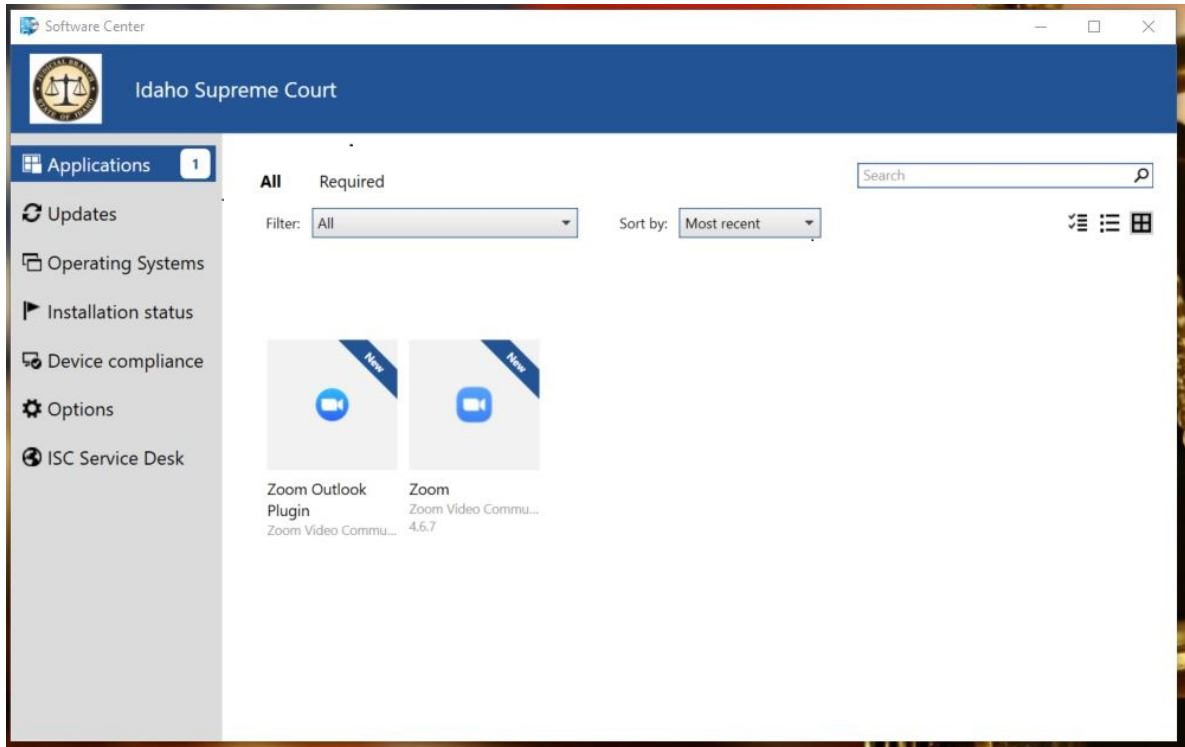 Software Center
Idaho Supreme Court
Applications 1
Updates
Operating Systems
Installation status
Device compliance
Options
ISC Service Desk
All Required
Search
Filter: All Sort by: Most recent
New New
Zoom Outlook
Plugin
Zoom Video Commu...
Zoom
Zoom Video Commu...
4.6.7